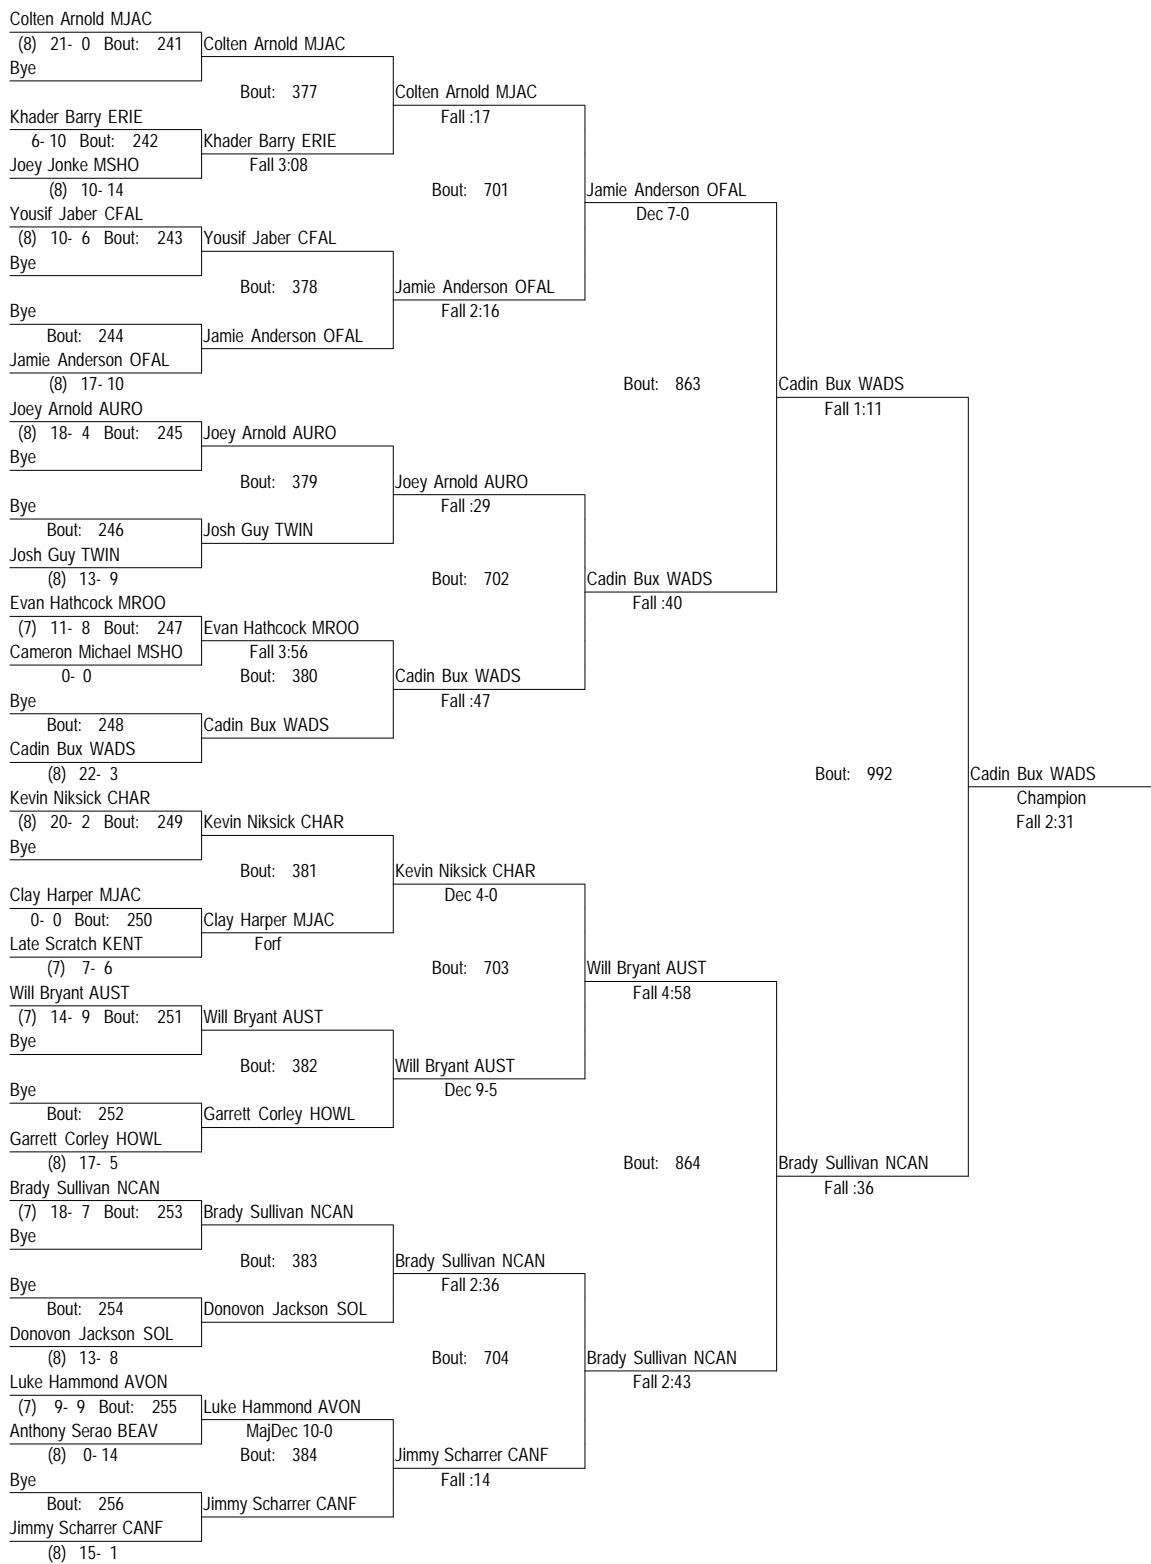 Colten Arnold MJAC
(8) 21- 0 Bout: 241 Colten Arnold MJAC
Bye
Bout: 377 Colten Arnold MJAC
Khader Barry ERIE Fall :17
6- 10 Bout: 242 Khader Barry ERIE
Joey Jonke MSHO Fall 3:08
(8) 10- 14 Bout: 701 Jamie Anderson OFAL
Yousif Jaber CFAL Dec 7-0
(8) 10- 6 Bout: 243 Yousif Jaber CFAL
Bye
Bout: 378 Jamie Anderson OFAL
Bye Fall 2:16
Bout: 244 Jamie Anderson OFAL
Jamie Anderson OFAL
(8) 17- 10 Bout: 863 Cadin Bux WADS
Joey Arnold AURO Fall 1:11
(8) 18- 4 Bout: 245 Joey Arnold AURO
Bye
Bout: 379 Joey Arnold AURO
Bye Fall :29
Bout: 246 Josh Guy TWIN
Josh Guy TWIN
(8) 13- 9 Bout: 702 Cadin Bux WADS
Evan Hathcock MROO Fall :40
(7) 11- 8 Bout: 247 Evan Hathcock MROO
Cameron Michael MSHO Fall 3:56
0- 0 Bout: 380 Cadin Bux WADS
Bye Fall :47
Bout: 248 Cadin Bux WADS
Cadin Bux WADS
(8) 22- 3 Bout: 992 Cadin Bux WADS
Kevin Niksick CHAR Champion
(8) 20- 2 Bout: 249 Kevin Niksick CHAR Fall 2:31
Bye
Bout: 381 Kevin Niksick CHAR
Clay Harper MJAC Dec 4-0
0- 0 Bout: 250 Clay Harper MJAC
Late Scratch KENT Forf
(7) 7- 6 Bout: 703 Will Bryant AUST
Will Bryant AUST Fall 4:58
(7) 14- 9 Bout: 251 Will Bryant AUST
Bye
Bout: 382 Will Bryant AUST
Bye Dec 9-5
Bout: 252 Garrett Corley HOWL
Garrett Corley HOWL
(8) 17- 5 Bout: 864 Brady Sullivan NCAN
Brady Sullivan NCAN Fall :36
(7) 18- 7 Bout: 253 Brady Sullivan NCAN
Bye
Bout: 383 Brady Sullivan NCAN
Bye Fall 2:36
Bout: 254 Donovon Jackson SOL
Donovon Jackson SOL
(8) 13- 8 Bout: 704 Brady Sullivan NCAN
Luke Hammond AVON Fall 2:43
(7) 9- 9 Bout: 255 Luke Hammond AVON
Anthony Serao BEAV MajDec 10-0
(8) 0- 14 Bout: 384 Jimmy Scharrer CANF
Bye Fall :14
Bout: 256 Jimmy Scharrer CANF
Jimmy Scharrer CANF
(8) 15- 1